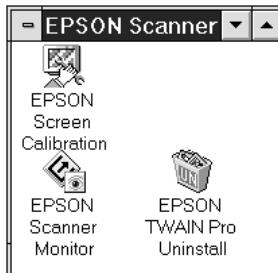 EPSON Scanner
EPSON
Screen
Calibration
EPSON
Scanner
Monitor
EPSON
TWAIN Pro
Uninstall